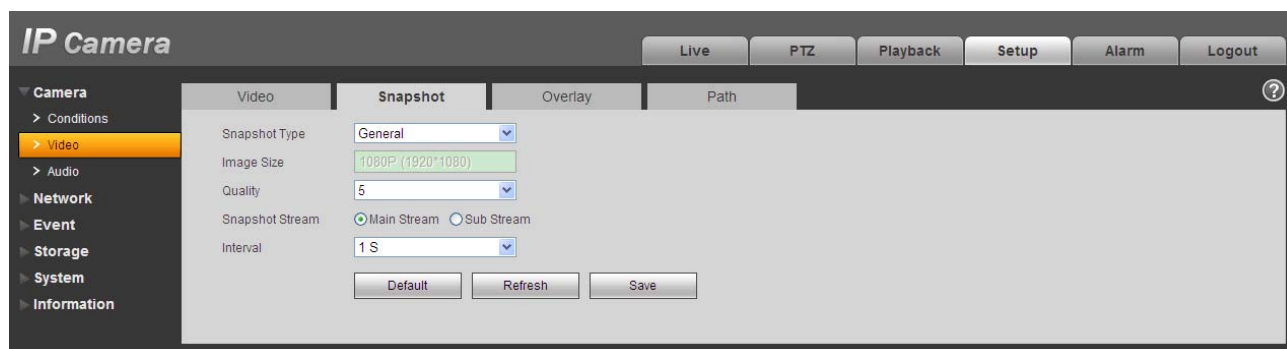 IP Camera
Live PTZ Playback Setup Alarm Logout
?
Camera
> Conditions
> Video
> Audio
Network
Event
Storage
System
Information
Video Snapshot Overlay Path
Snapshot Type General
Image Size 1080P (1920*1080)
Quality 5
Snapshot Stream Main Stream Sub Stream
Interval 1 S
Default Refresh Save